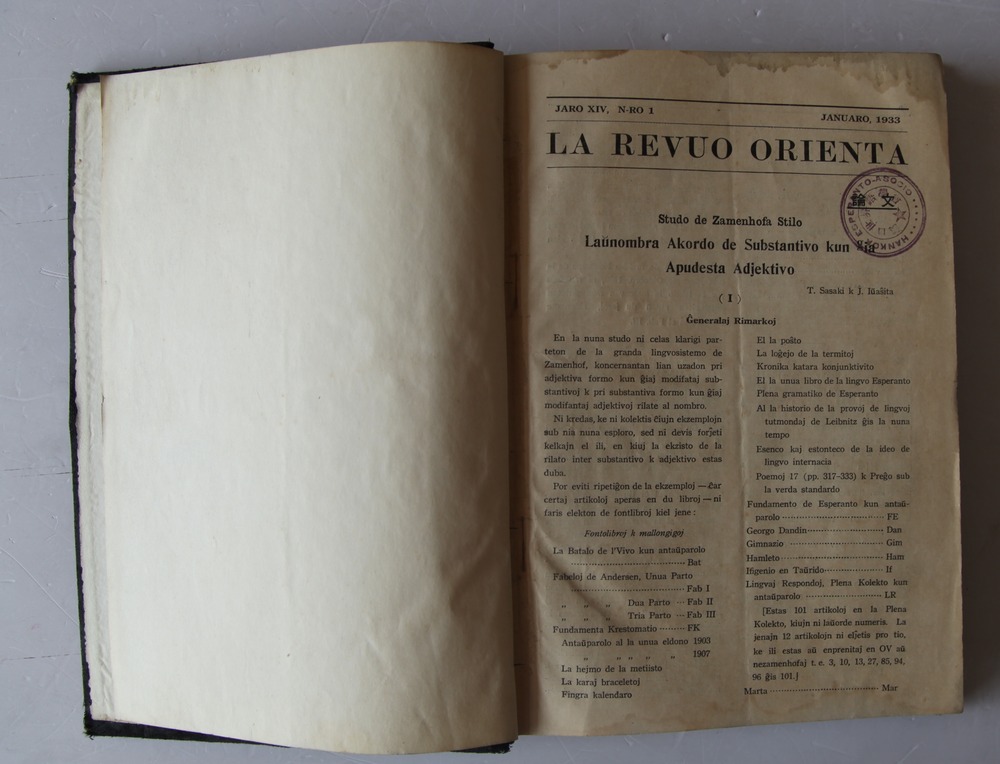 JARO XIV, N-RO 1
JANUARO, 1933
LA REVUO ORIENTA
論文
ESPERANTO-ASOCIO
HANKOK
Studo de Zamenhofa Stilo
Laŭnombra Akordo de Substantivo kun ĝia
Apudesta Adjektivo
T. Sasaki k J. Iŭaŝita
( I )
Ĝeneralaj Rimarkoj
En la nuna studo ni celas klarigi par-
teton de la granda lingvosistemo de
Zamenhof, koncernantan lian uzadon pri
adjektiva formo kun ĝiaj modifataj sub-
stantivoj k pri substantiva formo kun ĝiaj
modifantaj adjektivoj rilate al nombro.
Ni kredas, ke ni kolektis ĉiujn ekzemplojn
sub nia nuna esploro, sed ni devis forĵeti
kelkajn el ili, en kiuj la ekzisto de la
rilato inter substantivo k adjektivo estas
duba.
Por eviti ripetiĝon de la ekzemploj — ĉar
certaj artikoloj aperas en du libroj — ni
faris elekton de fontlibroj kiel jene :
Fontolibroj k mallongigoj
La Batalo de l'Vivo kun antaŭparolo
Bat
Fabeloj de Andersen, Unua Parto
Fab I
„ „ „ Dua Parto ··· Fab II
„ „ „ Tria Parto ··· Fab III
Fundamenta Krestomatio ········· FK
Antaŭparolo al la unua eldono 1903
„ „ „ „ „ 1907
La hejmo de la metiisto
La karaj braceletoj
Fingra kalendaro
El la poŝto
La loĝejo de la termitoj
Kronika katara konjunktivito
El la unua libro de la lingvo Esperanto
Plena gramatiko de Esperanto
Al la historio de la provoj de lingvoj
tutmondaj de Leibnitz ĝis la nuna
tempo
Esenco kaj estonteco de la ideo de
lingvo internacia
Poemoj 17 (pp. 317–333) k Preĝo sub
la verda standardo
Fundamento de Esperanto kun antaŭ-
parolo ··················· FE
Georgo Dandin ··················· Dan
Gimnazio ··················· Gim
Hamleto ··················· Ham
Ifigenio en Taŭrido ··············· If
Lingvaj Respondoj, Plena Kolekto kun
antaŭparolo ··················· LR
[Estas 101 artikoloj en la Plena
Kolekto, kiujn ni laŭorde numeris. La
jenajn 12 artikolojn ni elĵetis pro tio,
ke ili estas aŭ enprenitaj en OV aŭ
nezamenhofaj t. e. 3, 10, 13, 27, 85, 94,
96 ĝis 101.]
Marta ··················· Mar